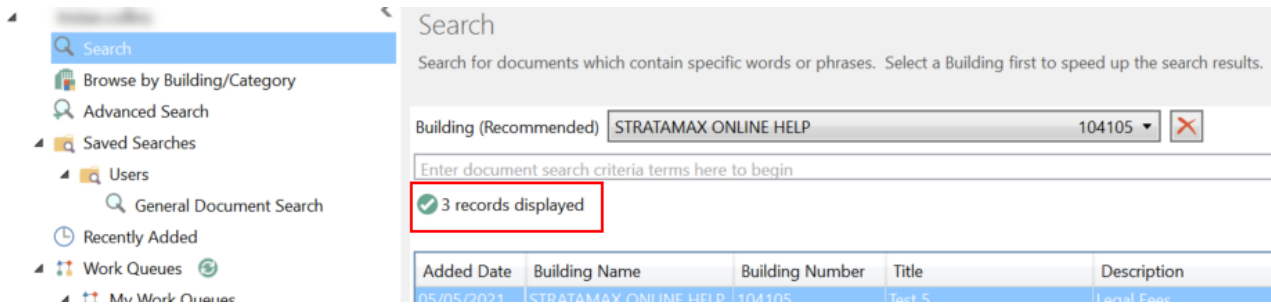 Search
Browse by Building/Category
Advanced Search
Saved Searches
Users
General Document Search
Recently Added
Work Queues
My Work Queues
Search
Search for documents which contain specific words or phrases. Select a Building first to speed up the search results.
Building (Recommended) STRATAMAX ONLINE HELP 104105
Enter document search criteria terms here to begin
3 records displayed
Added Date Building Name Building Number Title Description
05/05/2021 STRATAMAX ONLINE HELP 104105 Test 5 Legal Fees